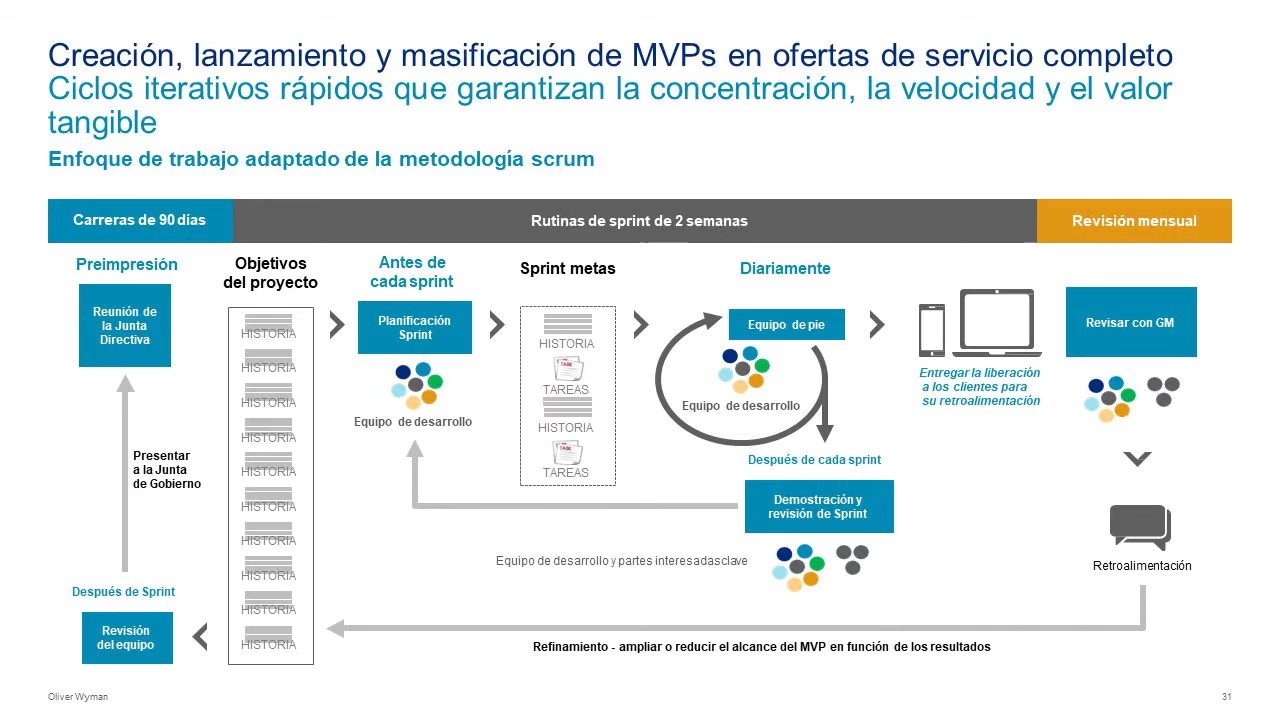 Creación, lanzamiento y masificación de MVPs en ofertas de servicio completo
Ciclos iterativos rápidos que garantizan la concentración, la velocidad y el valor
tangible
Enfoque de trabajo adaptado de la metodología scrum
Carreras de 90 días
Rutinas de sprint de 2 semanas
Revisión mensual
Preimpresión
Reunión de
la Junta
Directiva
Presentar
a la Junta
de Gobierno
Después de Sprint
Revisión
del equipo
Objetivos
del proyecto
HISTORIA
HISTORIA
HISTORIA
HISTORIA
HISTORIA
HISTORIA
HISTORIA
HISTORIA
HISTORIA
HISTORIA
Antes de
cada sprint
Planificación
Sprint
Equipo de desarrollo
Sprint metas
HISTORIA
TASK
TAREAS
HISTORIA
TASK
TAREAS
Diariamente
Equipo de pie
Equipo de desarrollo
Después de cada sprint
Demostración y
revisión de Sprint
Equipo de desarrollo y partes interesadasclave
Entregar la liberación
a los clientes para
su retroalimentación
Revisar con GM
Retroalimentación
Refinamiento - ampliar o reducir el alcance del MVP en función de los resultados
Oliver Wyman
31